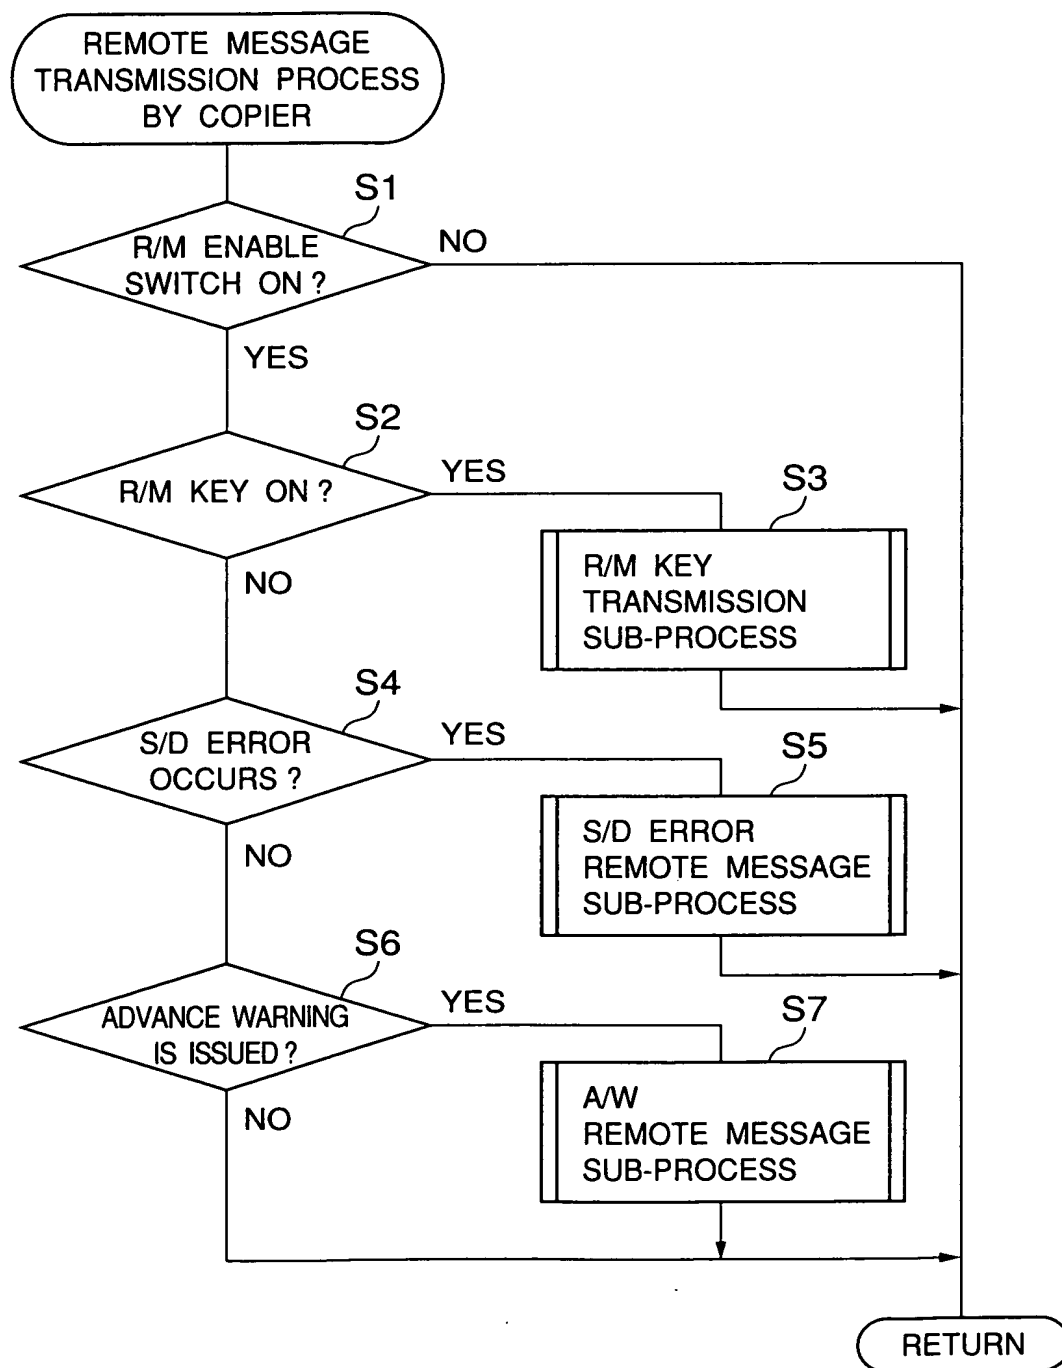 REMOTE MESSAGE
TRANSMISSION PROCESS
BY COPIER
S1
R/M ENABLE
SWITCH ON ?
NO
YES
S2
R/M KEY ON ?
YES
S3
R/M KEY
TRANSMISSION
SUB-PROCESS
NO
S4
S/D ERROR
OCCURS ?
YES
S5
S/D ERROR
REMOTE MESSAGE
SUB-PROCESS
NO
S6
ADVANCE WARNING
IS ISSUED ?
YES
S7
A/W
REMOTE MESSAGE
SUB-PROCESS
NO
RETURN